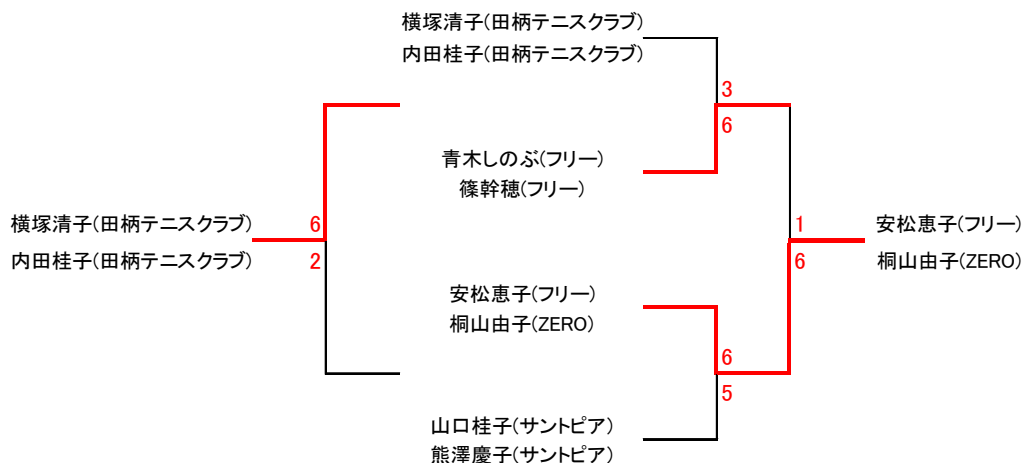 横塚清子(田柄テニスクラブ)
内田桂子(田柄テニスクラブ)
3
6
青木しのぶ(フリー)
篠幹穂(フリー)
横塚清子(田柄テニスクラブ)
内田桂子(田柄テニスクラブ)
6
2
1
6
安松恵子(フリー)
桐山由子(ZERO)
安松恵子(フリー)
桐山由子(ZERO)
6
5
山口桂子(サントピア)
熊澤慶子(サントピア)